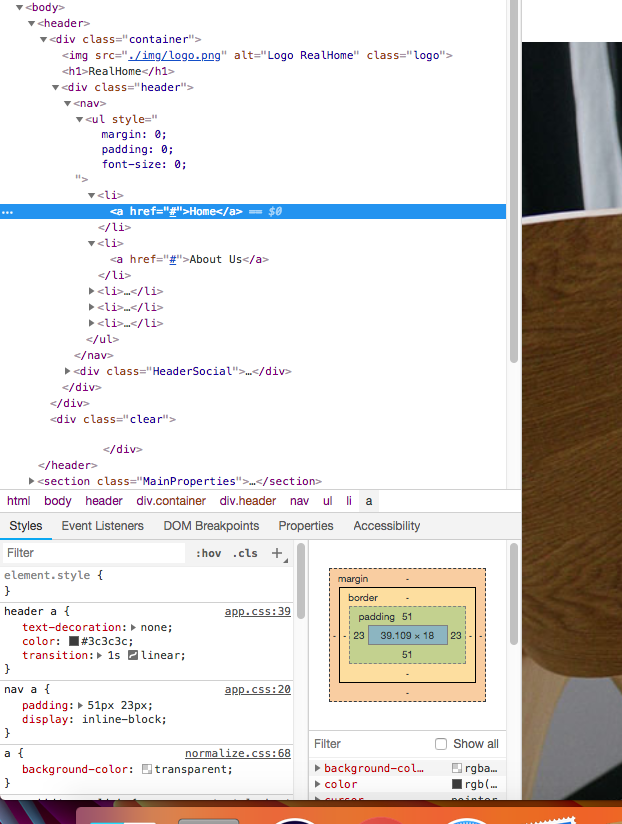 <body>
<header>
<div class="container">
<img src="./img/logo.png" alt="Logo RealHome" class="logo">
<h1>RealHome</h1>
<div class="header">
<nav>
<ul style="
margin: 0;
padding: 0;
font-size: 0;
">
<li>
<a href="#">Home</a> == $0
</li>
<li>
<a href="#">About Us</a>
</li>
<li>…</li>
<li>…</li>
<li>…</li>
</ul>
</nav>
<div class="HeaderSocial">…</div>
</div>
</div>
<div class="clear">
</div>
</header>
<section class="MainProperties">…</section>
html body header div.container div.header nav ul li a
Styles Event Listeners DOM Breakpoints Properties Accessibility
Filter :hov .cls +
element.style {
}
header a { app.css:39
text-decoration: none;
color: #3c3c3c;
transition: 1s linear;
}
nav a { app.css:20
padding: 51px 23px;
display: inline-block;
}
a { normalize.css:68
background-color: transparent;
}
margin -
border -
padding 51
- - 23 39.109 × 18 23 - -
51
-
-
Filter Show all
background-col… rgba…
color rgb(…